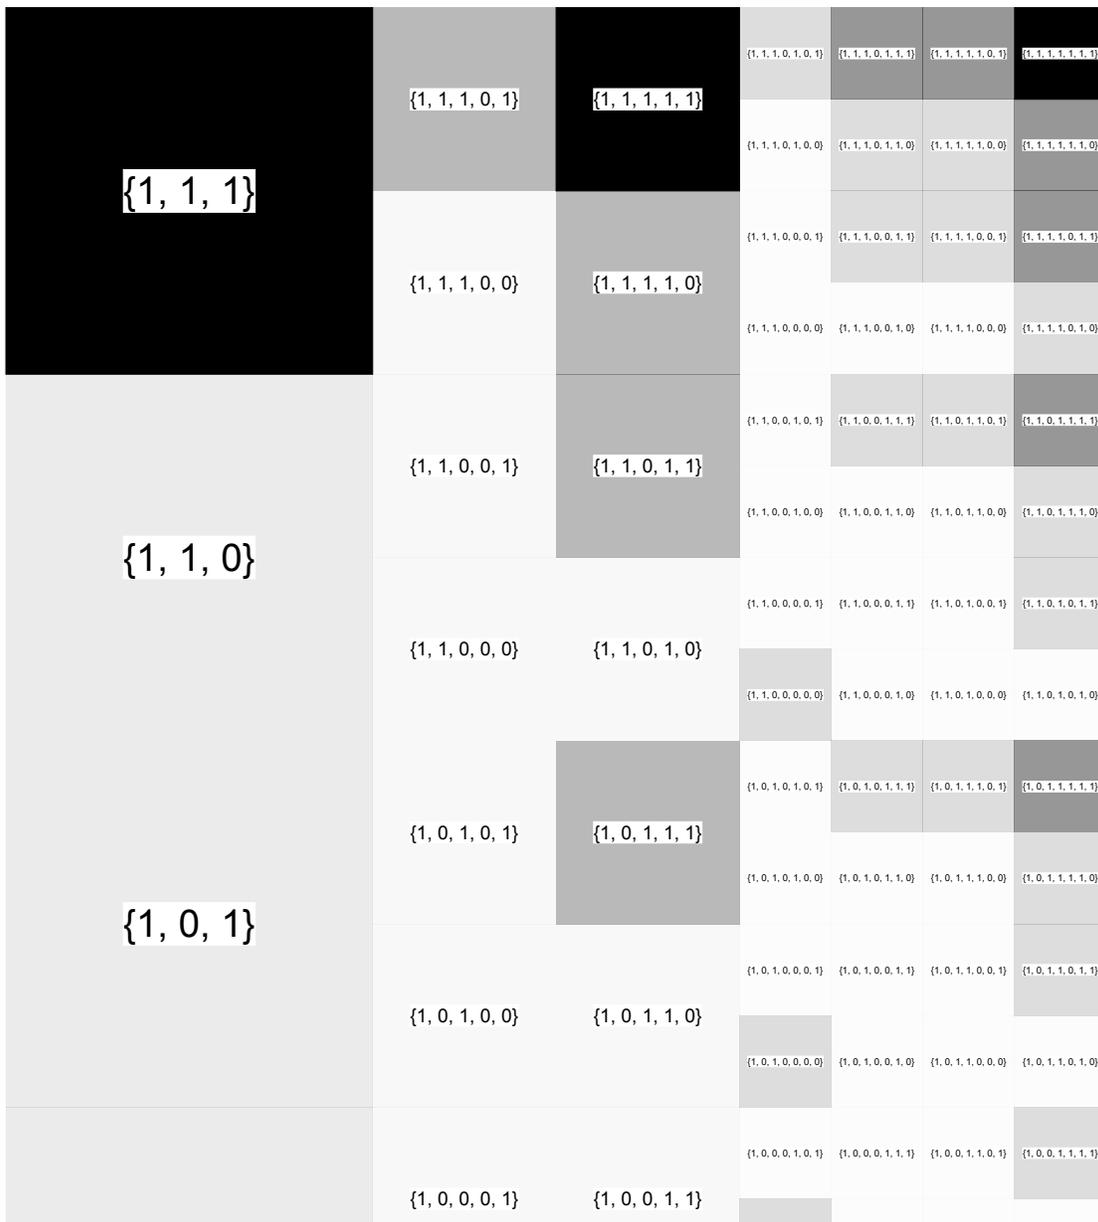 {1, 1, 1, 0, 1, 0, 1} {1, 1, 1, 0, 1, 1, 1} {1, 1, 1, 1, 1, 0, 1} {1, 1, 1, 1, 1, 1, 1}
{1, 1, 1, 0, 1} {1, 1, 1, 1, 1}
{1, 1, 1, 0, 1, 0, 0} {1, 1, 1, 0, 1, 1, 0} {1, 1, 1, 1, 1, 0, 0} {1, 1, 1, 1, 1, 1, 0}
{1, 1, 1}
{1, 1, 1, 0, 0, 0, 1} {1, 1, 1, 0, 0, 1, 1} {1, 1, 1, 1, 0, 0, 1} {1, 1, 1, 1, 0, 1, 1}
{1, 1, 1, 0, 0} {1, 1, 1, 1, 0}
{1, 1, 1, 0, 0, 0, 0} {1, 1, 1, 0, 0, 1, 0} {1, 1, 1, 1, 0, 0, 0} {1, 1, 1, 1, 0, 1, 0}
{1, 1, 0, 0, 1, 0, 1} {1, 1, 0, 0, 1, 1, 1} {1, 1, 0, 1, 1, 0, 1} {1, 1, 0, 1, 1, 1, 1}
{1, 1, 0, 0, 1} {1, 1, 0, 1, 1}
{1, 1, 0, 0, 1, 0, 0} {1, 1, 0, 0, 1, 1, 0} {1, 1, 0, 1, 1, 0, 0} {1, 1, 0, 1, 1, 1, 0}
{1, 1, 0}
{1, 1, 0, 0, 0, 0, 1} {1, 1, 0, 0, 0, 1, 1} {1, 1, 0, 1, 0, 0, 1} {1, 1, 0, 1, 0, 1, 1}
{1, 1, 0, 0, 0} {1, 1, 0, 1, 0}
{1, 1, 0, 0, 0, 0, 0} {1, 1, 0, 0, 0, 1, 0} {1, 1, 0, 1, 0, 0, 0} {1, 1, 0, 1, 0, 1, 0}
{1, 0, 1, 0, 1, 0, 1} {1, 0, 1, 0, 1, 1, 1} {1, 0, 1, 1, 1, 0, 1} {1, 0, 1, 1, 1, 1, 1}
{1, 0, 1, 0, 1} {1, 0, 1, 1, 1}
{1, 0, 1, 0, 1, 0, 0} {1, 0, 1, 0, 1, 1, 0} {1, 0, 1, 1, 1, 0, 0} {1, 0, 1, 1, 1, 1, 0}
{1, 0, 1}
{1, 0, 1, 0, 0, 0, 1} {1, 0, 1, 0, 0, 1, 1} {1, 0, 1, 1, 0, 0, 1} {1, 0, 1, 1, 0, 1, 1}
{1, 0, 1, 0, 0} {1, 0, 1, 1, 0}
{1, 0, 1, 0, 0, 0, 0} {1, 0, 1, 0, 0, 1, 0} {1, 0, 1, 1, 0, 0, 0} {1, 0, 1, 1, 0, 1, 0}
{1, 0, 0, 0, 1, 0, 1} {1, 0, 0, 0, 1, 1, 1} {1, 0, 0, 1, 1, 0, 1} {1, 0, 0, 1, 1, 1, 1}
{1, 0, 0, 0, 1} {1, 0, 0, 1, 1}